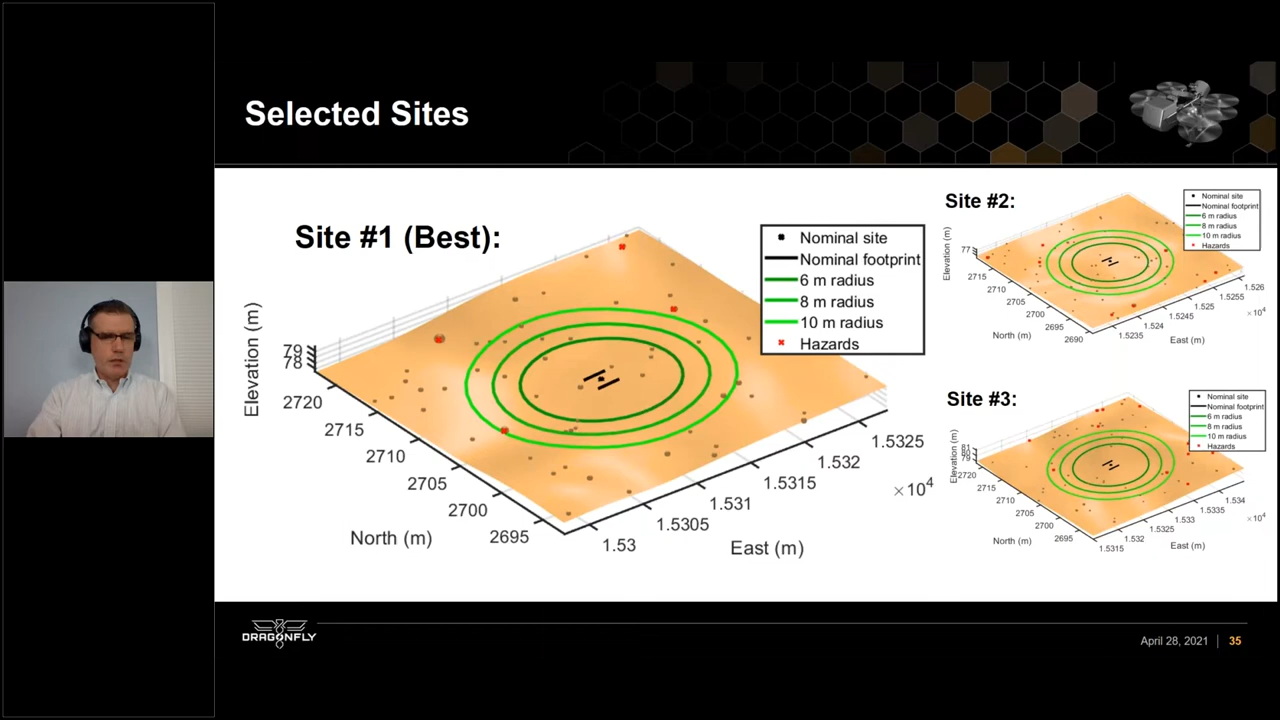 Selected Sites
Site #1 (Best):
Nominal site
Nominal footprint
6 m radius
8 m radius
10 m radius
Hazards
Elevation (m)
79
78
2720
2715
2710
2705
2700
2695
North (m)
1.53
1.5305
1.531
1.5315
1.532
1.5325
×10⁴
East (m)
Site #2:
Nominal site
Nominal footprint
6 m radius
8 m radius
10 m radius
Hazards
Elevation (m)
77
2715
2710
2705
2700
2695
2690
North (m)
1.5235
1.524
1.5245
1.525
1.5255
1.526
×10⁴
East (m)
Site #3:
Nominal site
Nominal footprint
6 m radius
8 m radius
10 m radius
Hazards
Elevation (m)
81
80
79
2720
2715
2710
2705
2700
2695
North (m)
1.5315
1.532
1.5325
1.533
1.5335
1.534
×10⁴
East (m)
DRAGONFLY
April 28, 2021 | 35